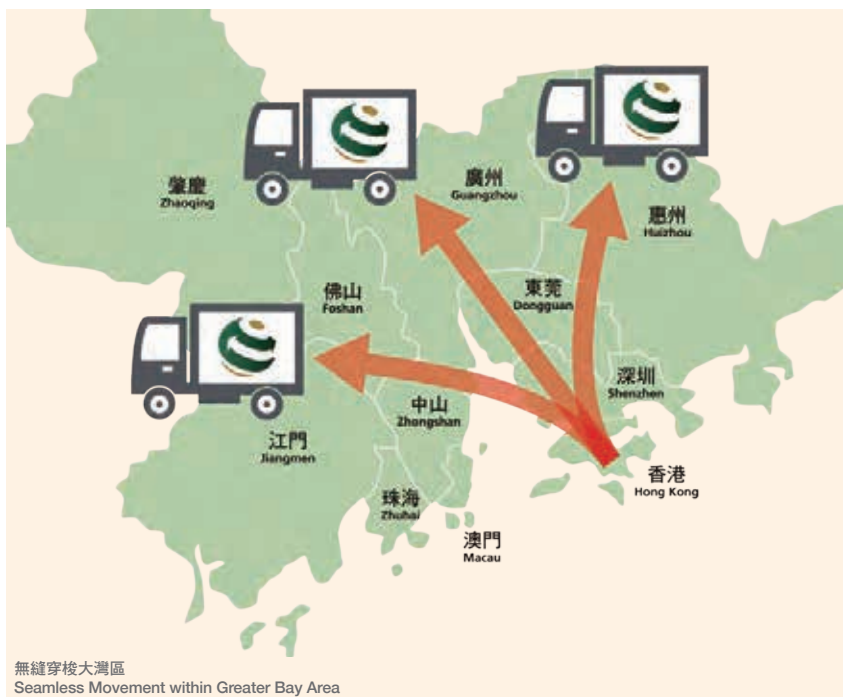 肇慶
Zhaoqing
廣州
Guangzhou
惠州
Huizhou
佛山
Foshan
東莞
Dongguan
深圳
Shenzhen
中山
Zhongshan
江門
Jiangmen
香港
Hong Kong
珠海
Zhuhai
澳門
Macau
無縫穿梭大灣區
Seamless Movement within Greater Bay Area